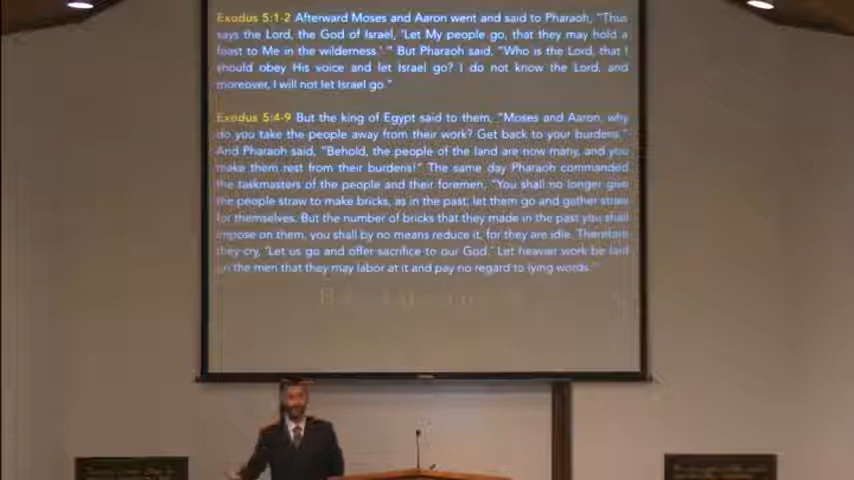 Exodus 5:1-2 Afterward Moses and Aaron went and said to Pharaoh, "Thus
says the Lord, the God of Israel, 'Let My people go, that they may hold a
feast to Me in the wilderness.' " But Pharaoh said, "Who is the Lord, that I
should obey His voice and let Israel go? I do not know the Lord, and
moreover, I will not let Israel go."
Exodus 5:4-9 But the king of Egypt said to them, "Moses and Aaron, why
do you take the people away from their work? Get back to your burdens."
And Pharaoh said, "Behold, the people of the land are now many, and you
make them rest from their burdens!" The same day Pharaoh commanded
the taskmasters of the people and their foremen, "You shall no longer give
the people straw to make bricks, as in the past; let them go and gather straw
for themselves. But the number of bricks that they made in the past you shall
impose on them, you shall by no means reduce it, for they are idle. Therefore
they cry, 'Let us go and offer sacrifice to our God.' Let heavier work be laid
on the men that they may labor at it and pay no regard to lying words."